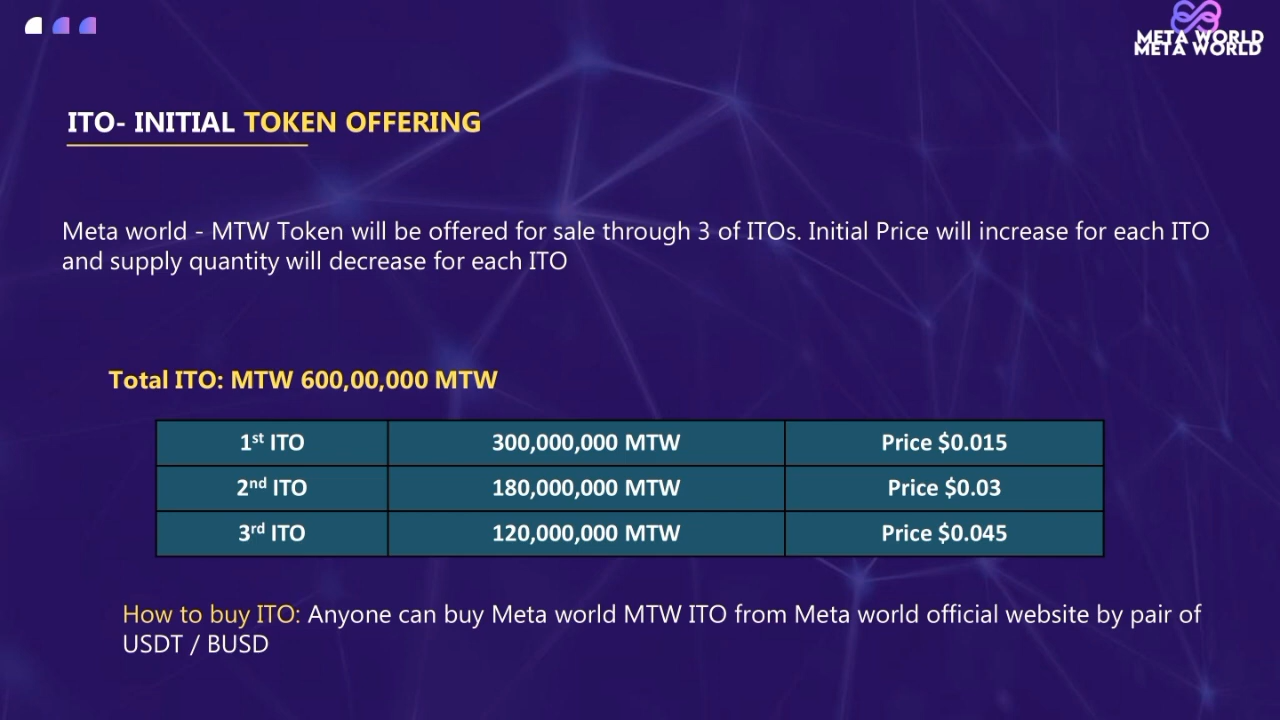 META WORLD
META WORLD
ITO- INITIAL TOKEN OFFERING
Meta world - MTW Token will be offered for sale through 3 of ITOs. Initial Price will increase for each ITO
and supply quantity will decrease for each ITO
Total ITO: MTW 600,00,000 MTW
1st ITO 300,000,000 MTW Price $0.015
2nd ITO 180,000,000 MTW Price $0.03
3rd ITO 120,000,000 MTW Price $0.045
How to buy ITO: Anyone can buy Meta world MTW ITO from Meta world official website by pair of
USDT / BUSD